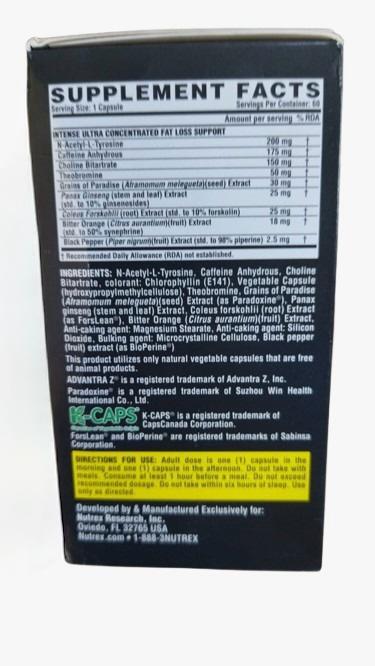 SUPPLEMENT FACTS
Serving Size: 1 Capsule Servings Per Container: 60
Amount per serving % RDA
INTENSE ULTRA CONCENTRATED FAT LOSS SUPPORT
N-Acetyl-L-Tyrosine 200 mg †
Caffeine Anhydrous 175 mg †
Choline Bitartrate 150 mg †
Theobromine 50 mg †
Grains of Paradise (Aframomum melegueta)(seed) Extract 30 mg †
Panax Ginseng (stem and leaf) Extract 25 mg †
(std. to 10% ginsenosides)
Coleus Forskohlii (root) Extract (std. to 10% forskolin) 25 mg †
Bitter Orange (Citrus aurantium)(fruit) Extract 18 mg †
(std. to 50% synephrine)
Black Pepper (Piper nigrum)(fruit) Extract (std. to 98% piperine) 2.5 mg †
† Recommended Daily Allowance (RDA) not established.
INGREDIENTS: N-Acetyl-L-Tyrosine, Caffeine Anhydrous, Choline
Bitartrate, colorant: Chlorophyllin (E141), Vegetable Capsule
(hydroxypropylmethylcellulose), Theobromine, Grains of Paradise
(Aframomum melegueta)(seed) Extract (as Paradoxine®), Panax
ginseng (stem and leaf) Extract, Coleus forskohlii (root) Extract
(as ForsLean®), Bitter Orange (Citrus aurantium)(fruit) Extract,
Anti-caking agent: Magnesium Stearate, Anti-caking agent: Silicon
Dioxide, Bulking agent: Microcrystalline Cellulose, Black pepper
(fruit) extract (as BioPerine®)
This product utilizes only natural vegetable capsules that are free
of animal products.
ADVANTRA Z® is a registered trademark of Advantra Z, Inc.
Paradoxine® is a registered trademark of Suzhou Win Health
International Co., Ltd.
K-CAPS K-CAPS® is a registered trademark of
CapsCanada Corporation.
ForsLean® and BioPerine® are registered trademarks of Sabinsa
Corporation.
DIRECTIONS FOR USE: Adult dose is one (1) capsule in the
morning and one (1) capsule in the afternoon. Do not take with
meals. Consume at least 1 hour before a meal. Do not exceed
recommended dosage. Do not take within six hours of sleep. Use
only as directed.
Developed by & Manufactured Exclusively for:
Nutrex Research, Inc.
Oviedo, FL 32765 USA
Nutrex.com • 1-888-3NUTREX